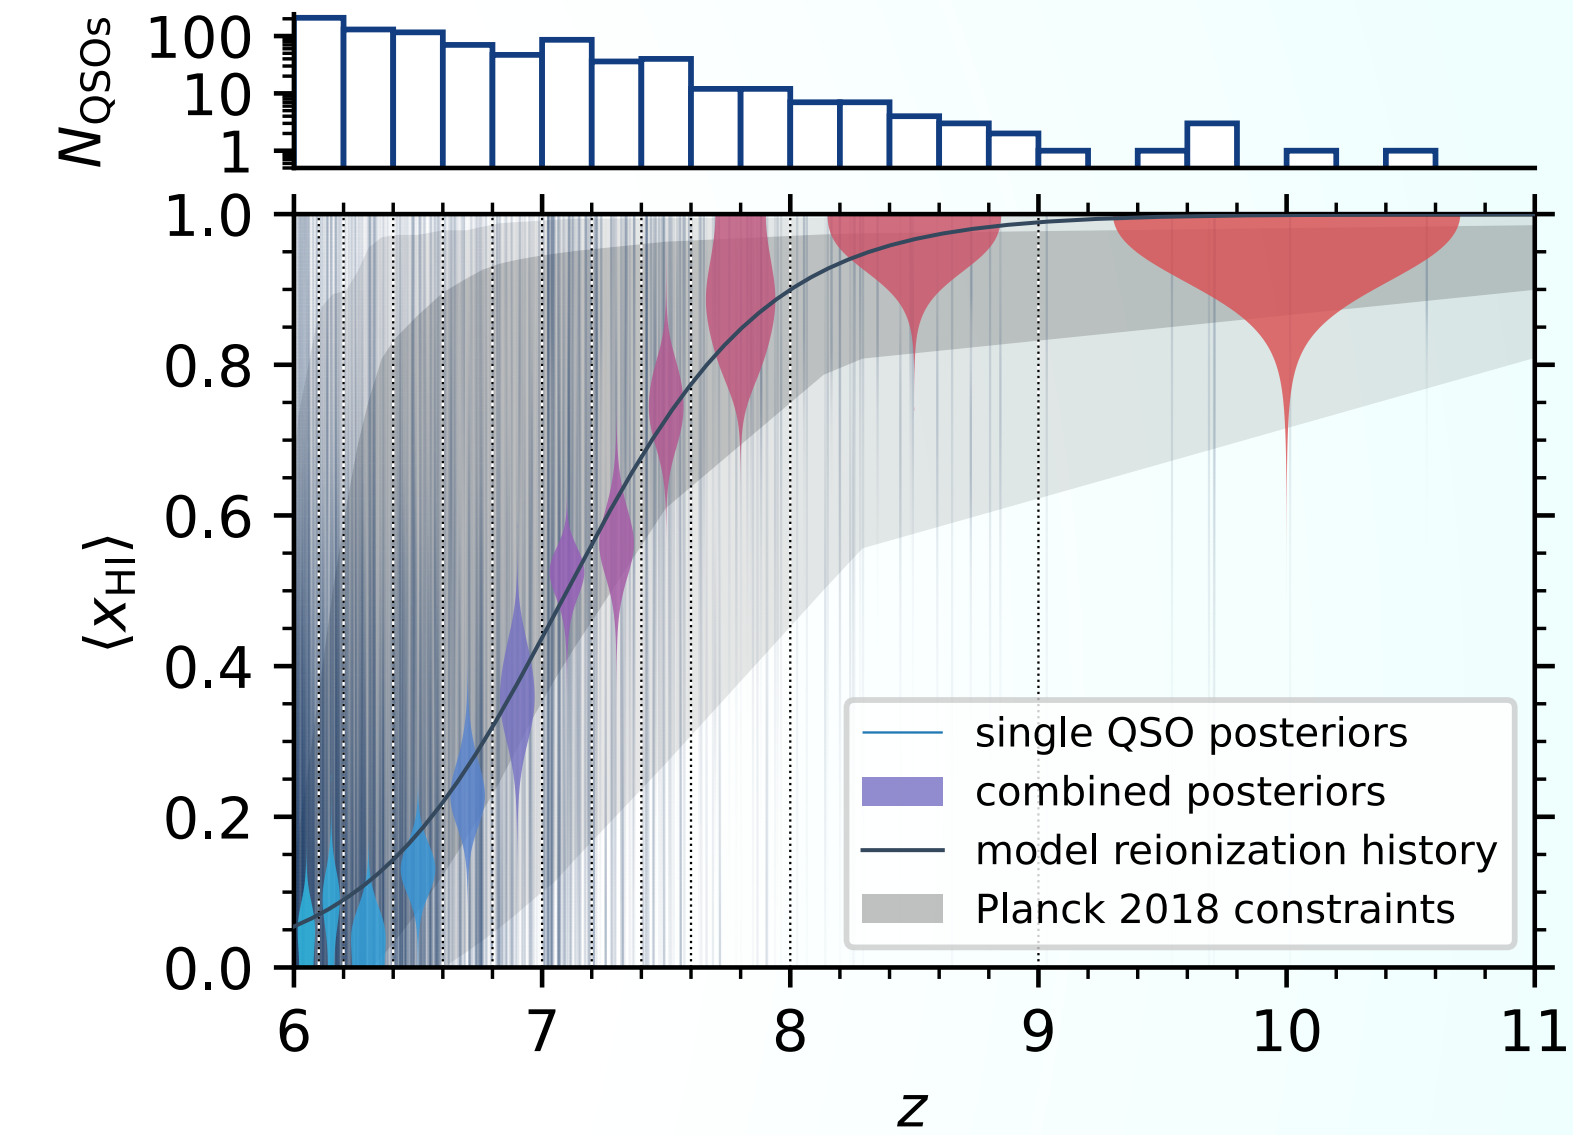 N_QSOs
100
10
1
⟨x_HI⟩
1.0
0.8
0.6
0.4
0.2
0.0
single QSO posteriors
combined posteriors
model reionization history
Planck 2018 constraints
6 7 8 9 10 11
z